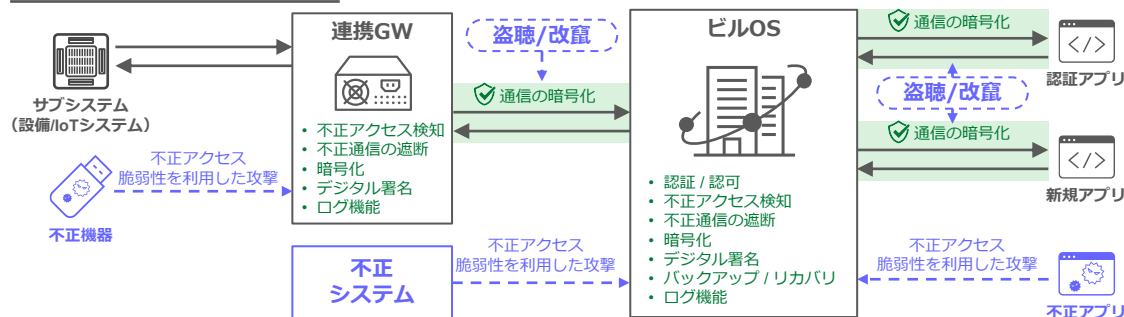 サブシステム
（設備/IoTシステム）
不正アクセス
脆弱性を利用した攻撃
不正機器
連携GW
• 不正アクセス検知
• 不正通信の遮断
• 暗号化
• デジタル署名
• ログ機能
盗聴/改竄
通信の暗号化
不正
システム
不正アクセス
脆弱性を利用した攻撃
ビルOS
• 認証 / 認可
• 不正アクセス検知
• 不正通信の遮断
• 暗号化
• デジタル署名
• バックアップ / リカバリ
• ログ機能
通信の暗号化
盗聴/改竄
通信の暗号化
不正アクセス
脆弱性を利用した攻撃
</>
認証アプリ
</>
新規アプリ
不正アプリ